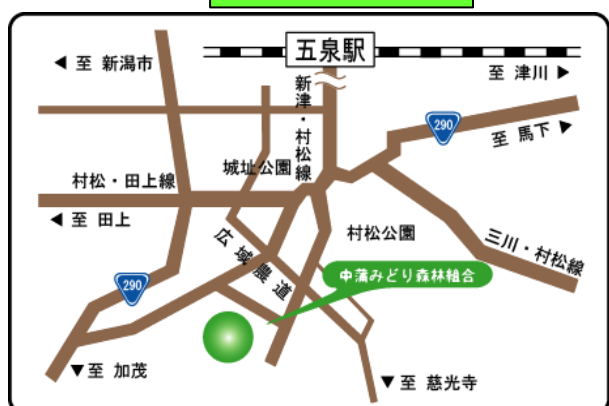 五泉駅
◀ 至 新潟市
至 津川 ▶
新津・村松線
290
至 馬下 ▶
城址公園
村松・田上線
◀ 至 田上
村松公園
広域農道
三川・村松線
中蒲みどり森林組合
290
▼至 加茂
▼至 慈光寺